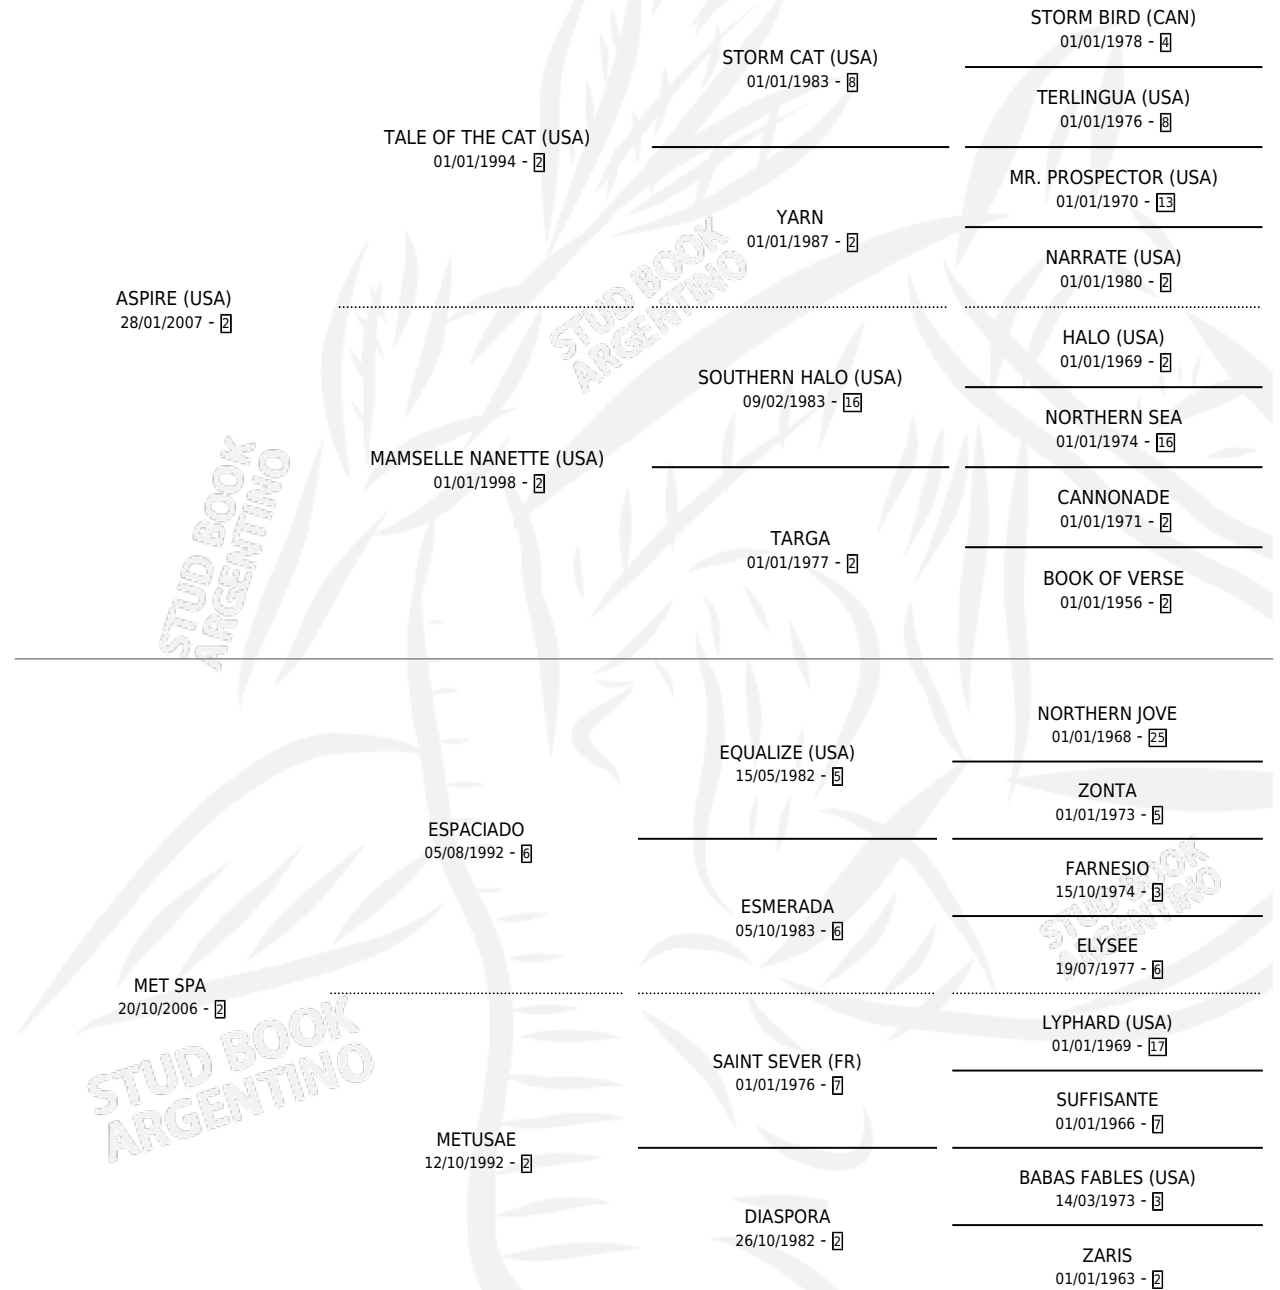 STORM BIRD (CAN)
01/01/1978 - 4
STORM CAT (USA)
01/01/1983 - 8
TERLINGUA (USA)
01/01/1976 - 8
TALE OF THE CAT (USA)
01/01/1994 - 2
MR. PROSPECTOR (USA)
01/01/1970 - 13
YARN
01/01/1987 - 2
NARRATE (USA)
01/01/1980 - 2
ASPIRE (USA)
28/01/2007 - 2
STUD BOOK
ARGENTINO
HALO (USA)
01/01/1969 - 2
SOUTHERN HALO (USA)
09/02/1983 - 16
NORTHERN SEA
01/01/1974 - 16
MAMSELLE NANETTE (USA)
01/01/1998 - 2
CANNONADE
01/01/1971 - 2
TARGA
01/01/1977 - 2
BOOK OF VERSE
01/01/1956 - 2
STUD BOOK
ARGENTINO
NORTHERN JOVE
01/01/1968 - 25
EQUALIZE (USA)
15/05/1982 - 5
ZONTA
01/01/1973 - 5
ESPACIADO
05/08/1992 - 6
FARNESIO
15/10/1974 - 3
ESMERADA
05/10/1983 - 6
STUD BOOK
ARGENTINO
ELYSEE
19/07/1977 - 6
MET SPA
20/10/2006 - 2
STUD BOOK
ARGENTINO
LYPHARD (USA)
01/01/1969 - 17
SAINT SEVER (FR)
01/01/1976 - 7
SUFFISANTE
01/01/1966 - 7
METUSAE
12/10/1992 - 2
BABAS FABLES (USA)
14/03/1973 - 3
DIASPORA
26/10/1982 - 2
ZARIS
01/01/1963 - 2